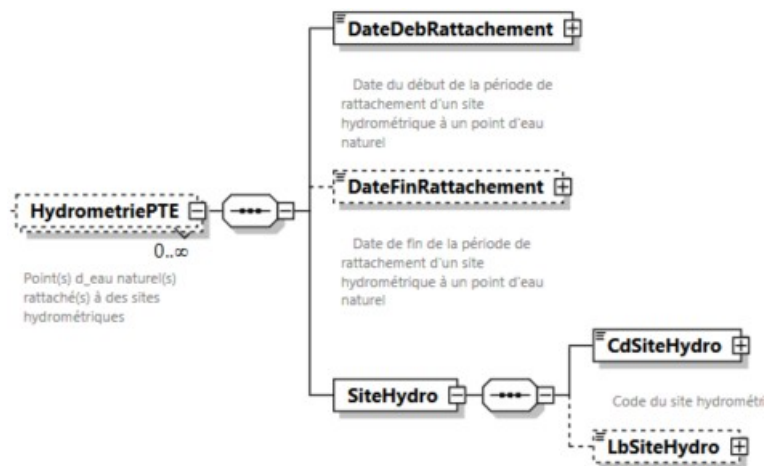 DateDebRattachement
Date du début de la période de
rattachement d'un site
hydrométrique à un point d'eau
naturel
DateFinRattachement
Date de fin de la période de
rattachement d'un site
hydrométrique à un point d'eau
naturel
HydrometriePTE
0..∞
Point(s) d_eau naturel(s)
rattaché(s) à des sites
hydrométriques
SiteHydro
CdSiteHydro
Code du site hydrométri
LbSiteHydro